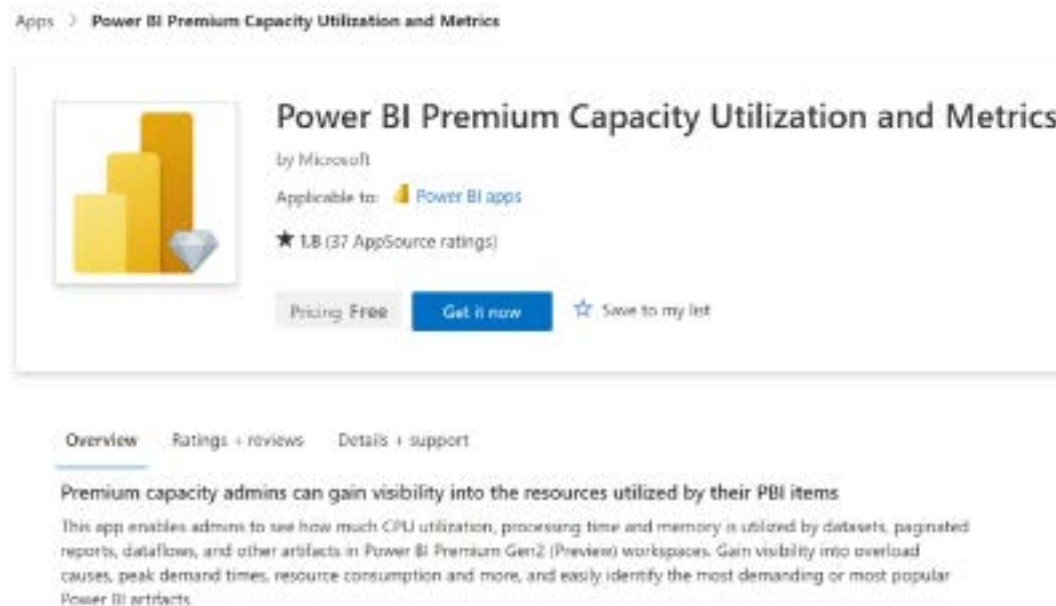 Apps > Power BI Premium Capacity Utilization and Metrics
Power BI Premium Capacity Utilization and Metrics
by Microsoft
Applicable to: Power BI apps
★ 1.8 (37 AppSource ratings)
Pricing Free Get it now ☆ Save to my list
Overview Ratings + reviews Details + support
Premium capacity admins can gain visibility into the resources utilized by their PBI items
This app enables admins to see how much CPU utilization, processing time and memory is utilized by datasets, paginated
reports, dataflows, and other artifacts in Power BI Premium Gen2 (Preview) workspaces. Gain visibility into overload
causes, peak demand times, resource consumption and more, and easily identify the most demanding or most popular
Power BI artifacts.